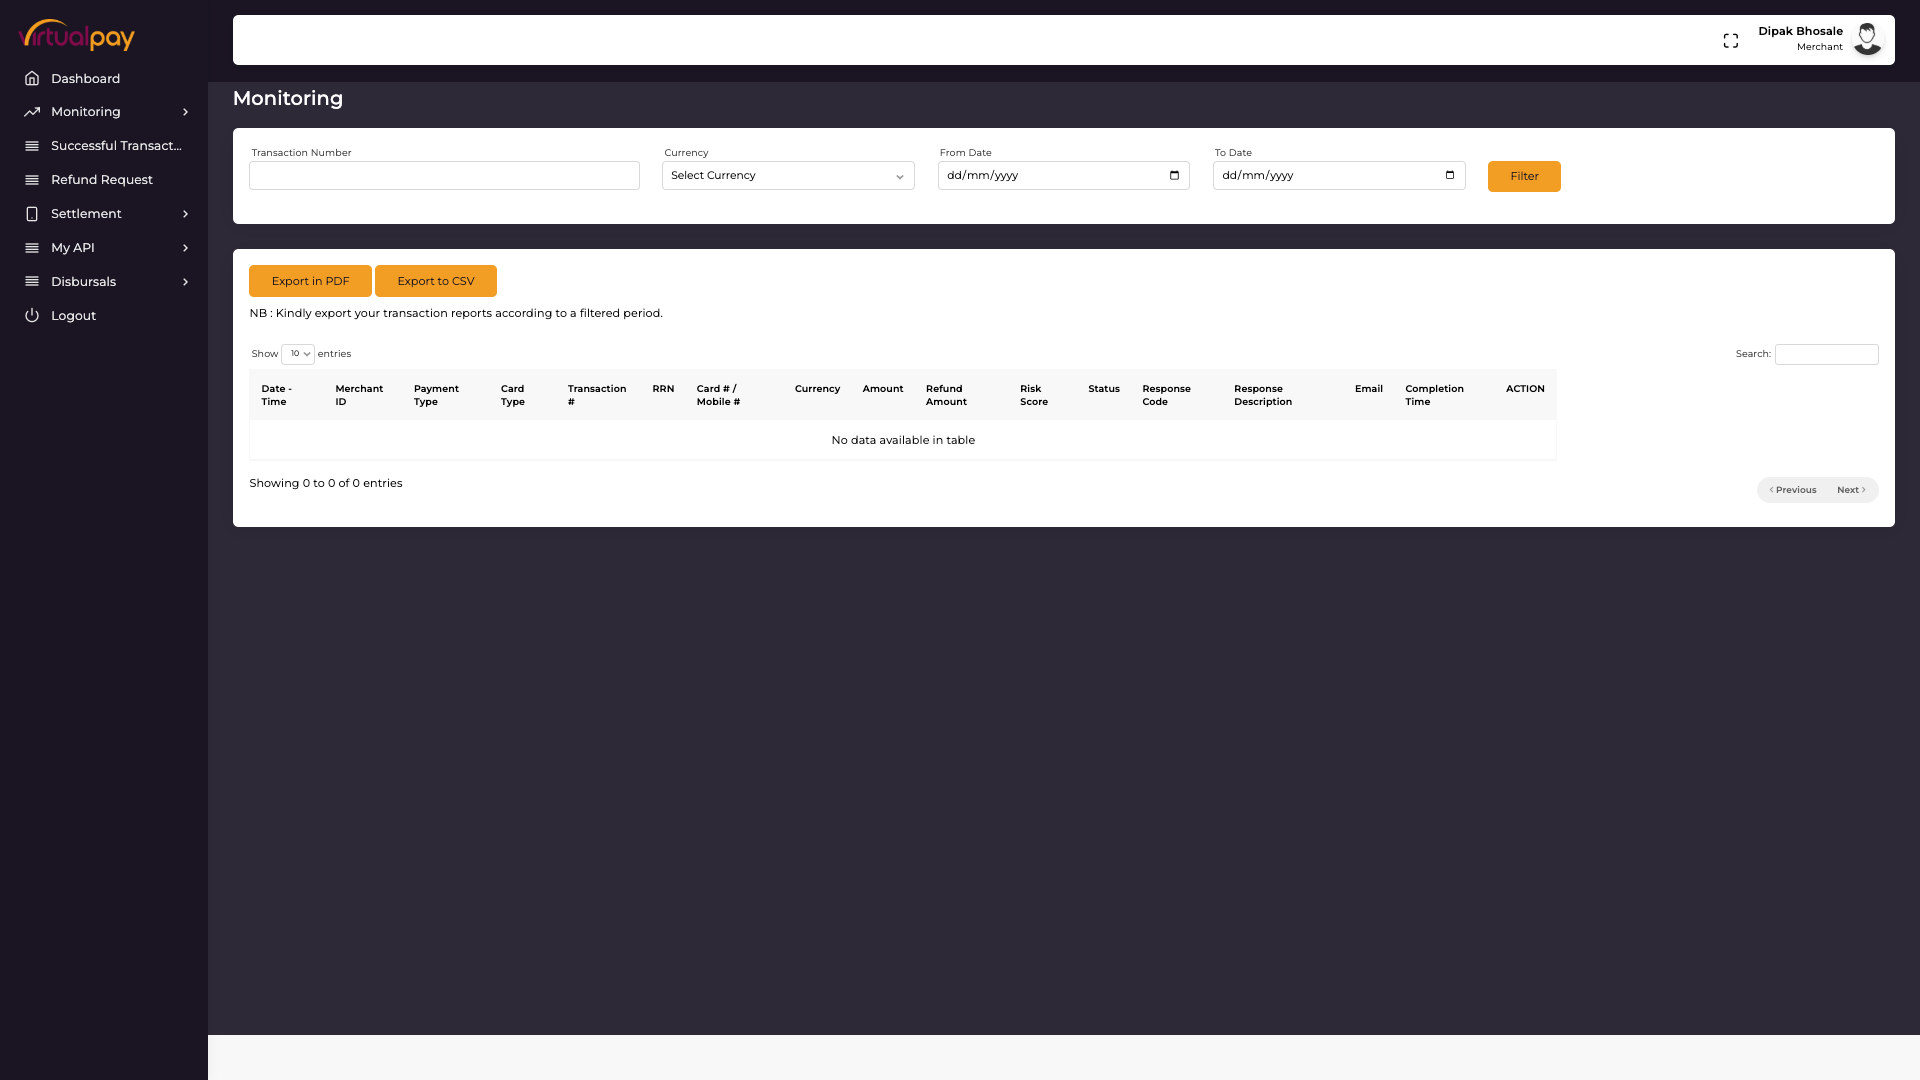 virtualpay
Dipak Bhosale
Merchant
Dashboard
Monitoring
Successful Transact...
Refund Request
Settlement
My API
Disbursals
Logout
Monitoring
Transaction Number
Currency
From Date
To Date
Select Currency
dd/mm/yyyy
dd/mm/yyyy
Filter
Export in PDF
Export to CSV
NB : Kindly export your transaction reports according to a filtered period.
Show 10 entries
Search:
Date - Time
Merchant ID
Payment Type
Card Type
Transaction #
RRN
Card # / Mobile #
Currency
Amount
Refund Amount
Risk Score
Status
Response Code
Response Description
Email
Completion Time
ACTION
No data available in table
Showing 0 to 0 of 0 entries
Previous
Next